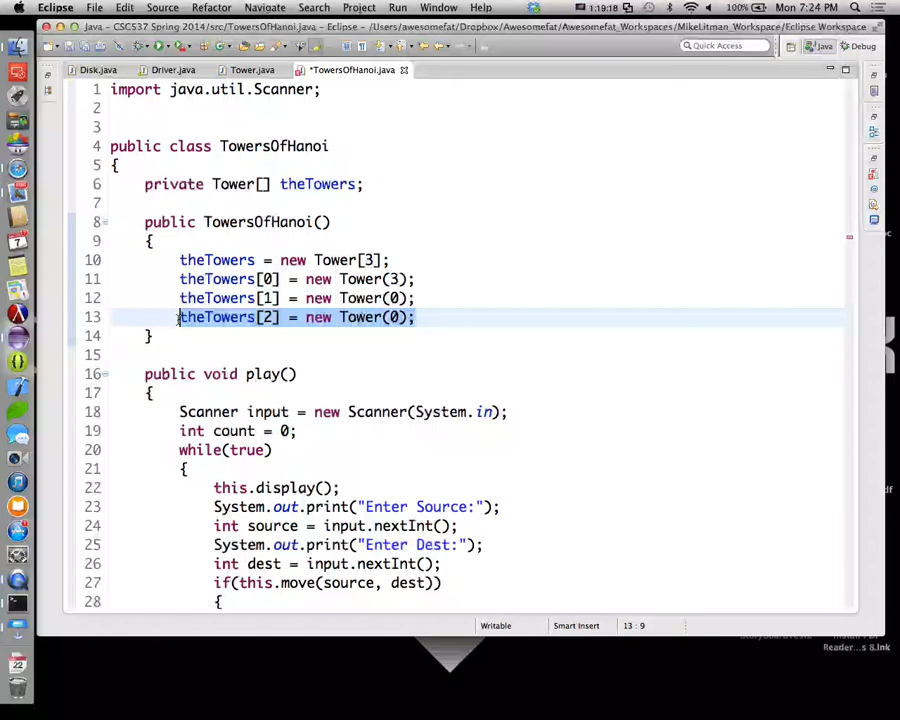 Eclipse File Edit Source Refactor Navigate Search Project Run Window Help 1:19:18 100% Mon 7:24 PM
Java - CSC537 Spring 2014/src/TowersOfHanoi.java - Eclipse - /Users/awesomefat/Dropbox/Awesomefat_Workspaces/MikeLitman_Workspace/Eclipse Workspace
Quick Access Java Debug
Disk.java Driver.java Tower.java *TowersOfHanoi.java
1 import java.util.Scanner;
2
3
4 public class TowersOfHanoi
5 {
6 private Tower[] theTowers;
7
8 public TowersOfHanoi()
9 {
10 theTowers = new Tower[3];
11 theTowers[0] = new Tower(3);
12 theTowers[1] = new Tower(0);
13 theTowers[2] = new Tower(0);
14 }
15
16 public void play()
17 {
18 Scanner input = new Scanner(System.in);
19 int count = 0;
20 while(true)
21 {
22 this.display();
23 System.out.print("Enter Source:");
24 int source = input.nextInt();
25 System.out.print("Enter Dest:");
26 int dest = input.nextInt();
27 if(this.move(source, dest))
28 {
Writable Smart Insert 13 : 9
Reader...s 8.lnk